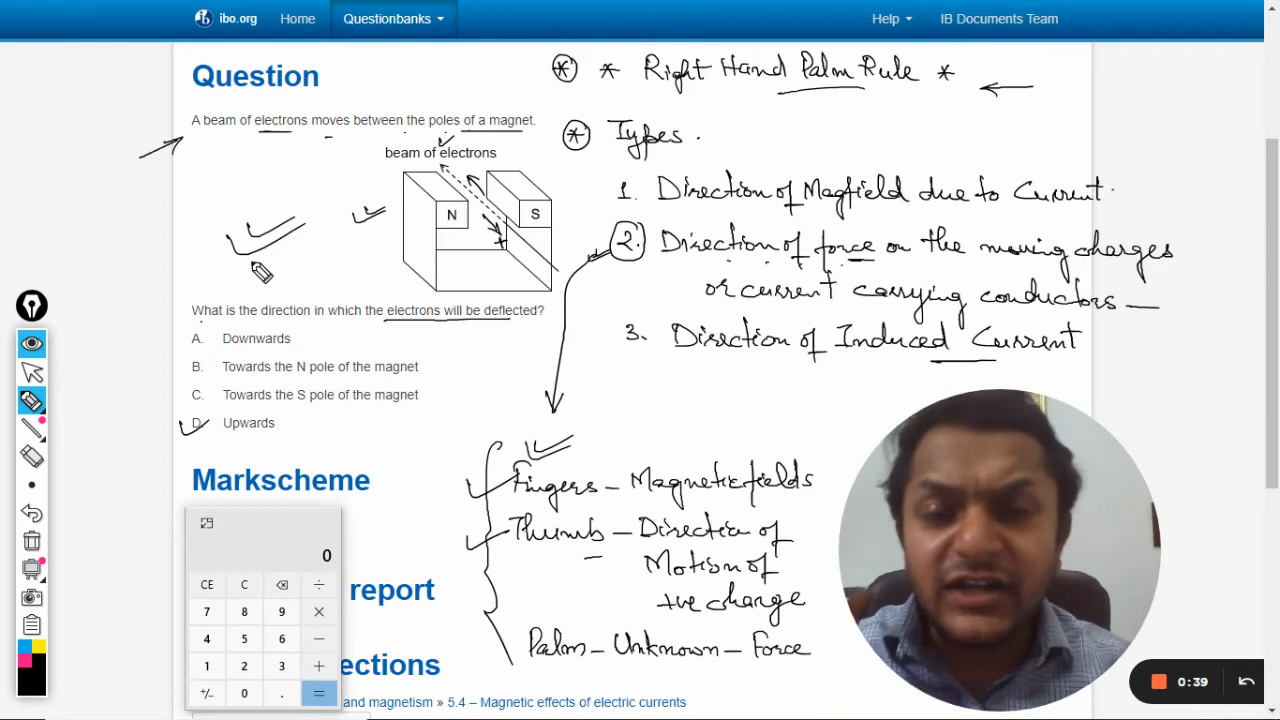 ibo.org Home Questionbanks Help IB Documents Team
Question
A beam of electrons moves between the poles of a magnet.
beam of electrons
N
S
What is the direction in which the electrons will be deflected?
A. Downwards
B. Towards the N pole of the magnet
C. Towards the S pole of the magnet
D. Upwards
Markscheme
report
ections
and magnetism » 5.4 – Magnetic effects of electric currents
* * Right Hand Palm Rule *
* Types.
1. Direction of Magfield due to Current.
2. Direction of force on the moving charges
or current carrying conductors —
3. Direction of Induced Current
Fingers – Magnetic fields
Thumb – Direction of
Motion of
+ve charge
Palm – Unknown – Force
0
CE C ÷
7 8 9 ×
4 5 6 −
1 2 3 +
+/- 0 . =
0:39